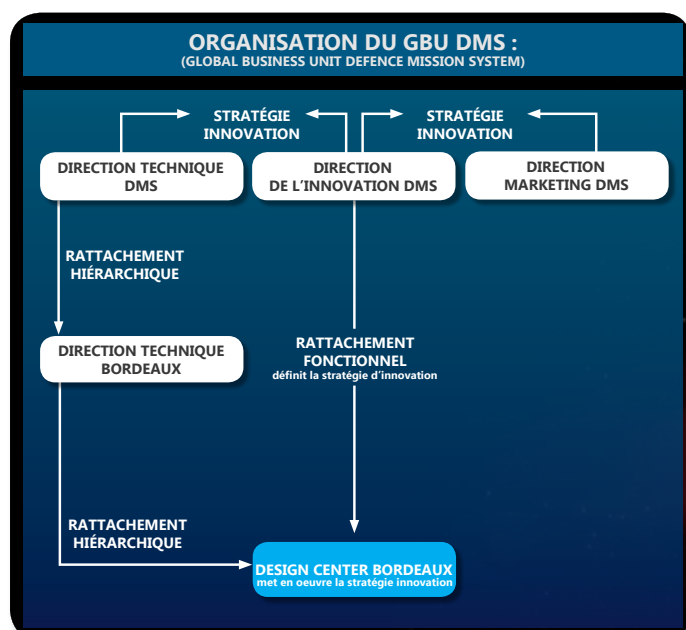 ORGANISATION DU GBU DMS :
(GLOBAL BUSINESS UNIT DEFENCE MISSION SYSTEM)
STRATÉGIE
INNOVATION
STRATÉGIE
INNOVATION
DIRECTION TECHNIQUE
DMS
DIRECTION
DE L'INNOVATION DMS
DIRECTION
MARKETING DMS
RATTACHEMENT
HIÉRARCHIQUE
DIRECTION TECHNIQUE
BORDEAUX
RATTACHEMENT
FONCTIONNEL
définit la stratégie d'innovation
RATTACHEMENT
HIÉRARCHIQUE
DESIGN CENTER BORDEAUX
met en oeuvre la stratégie innovation